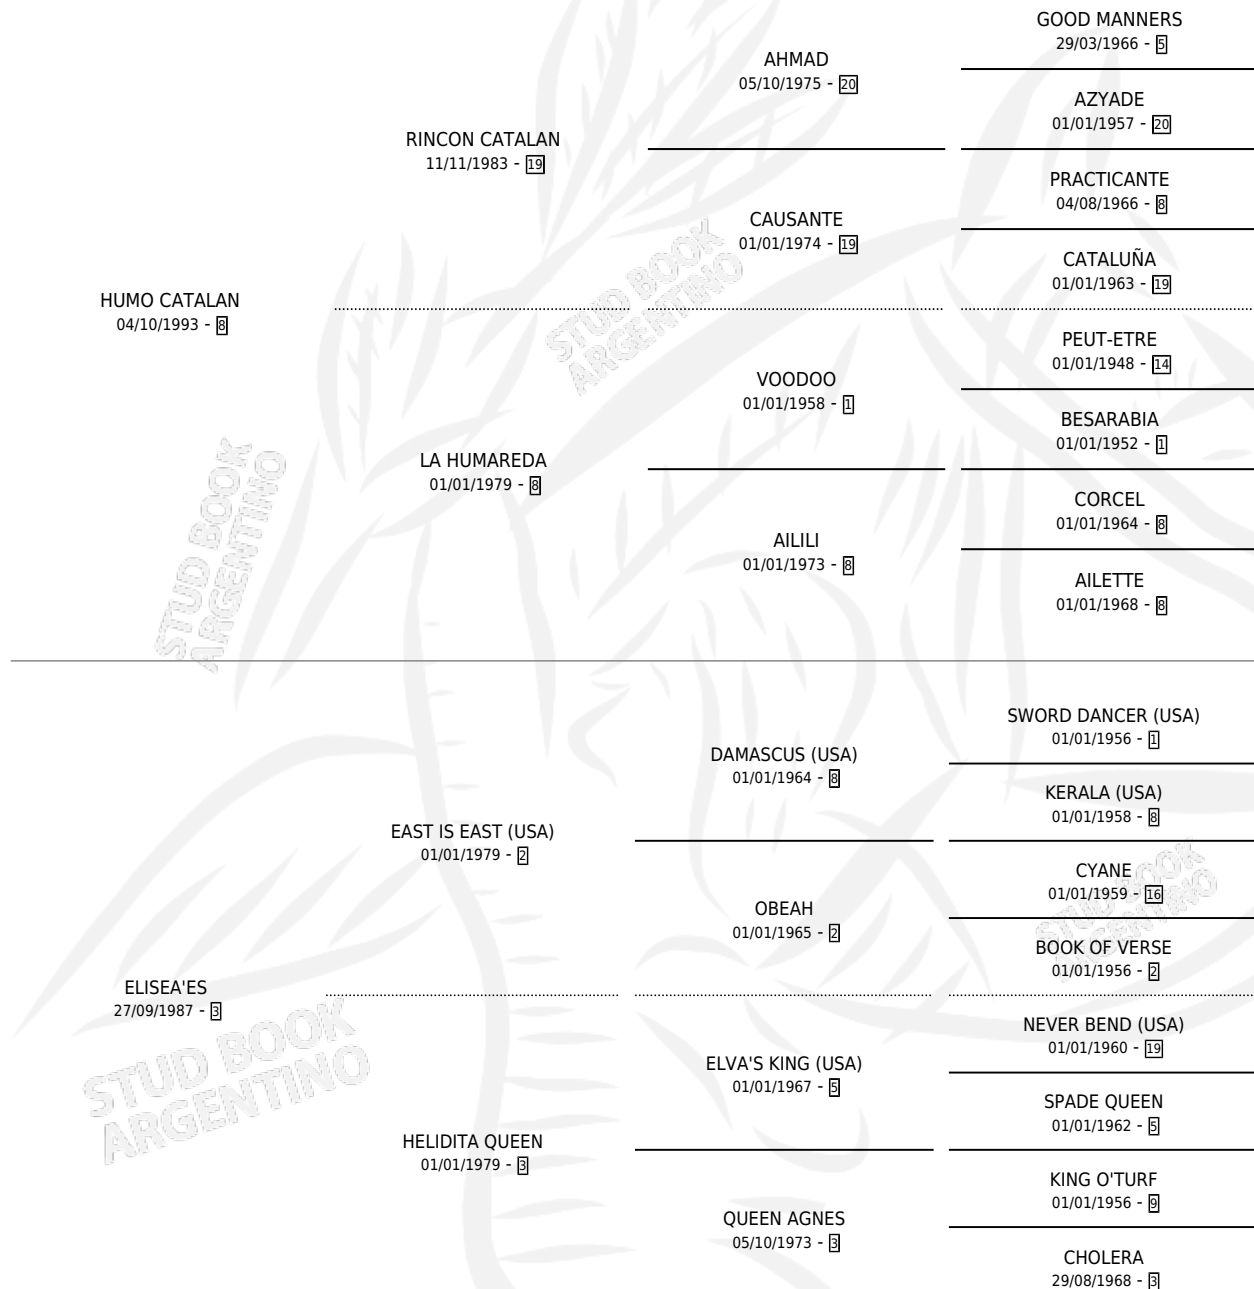 GOOD MANNERS
29/03/1966 - 5
AHMAD
05/10/1975 - 20
AZYADE
01/01/1957 - 20
RINCON CATALAN
11/11/1983 - 19
PRACTICANTE
04/08/1966 - 8
CAUSANTE
01/01/1974 - 19
CATALUÑA
01/01/1963 - 19
HUMO CATALAN
04/10/1993 - 8
PEUT-ETRE
01/01/1948 - 14
VOODOO
01/01/1958 - 1
BESARABIA
01/01/1952 - 1
LA HUMAREDA
01/01/1979 - 8
CORCEL
01/01/1964 - 8
AILILI
01/01/1973 - 8
AILETTE
01/01/1968 - 8
STUD BOOK
ARGENTINO
STUD BOOK
ARGENTINO
SWORD DANCER (USA)
01/01/1956 - 1
DAMASCUS (USA)
01/01/1964 - 8
KERALA (USA)
01/01/1958 - 8
EAST IS EAST (USA)
01/01/1979 - 2
CYANE
01/01/1959 - 16
OBEAH
01/01/1965 - 2
BOOK OF VERSE
01/01/1956 - 2
ELISEA'ES
27/09/1987 - 3
NEVER BEND (USA)
01/01/1960 - 19
ELVA'S KING (USA)
01/01/1967 - 5
SPADE QUEEN
01/01/1962 - 5
HELIDITA QUEEN
01/01/1979 - 3
KING O'TURF
01/01/1956 - 9
QUEEN AGNES
05/10/1973 - 3
CHOLERA
29/08/1968 - 3
STUD BOOK
ARGENTINO
STUD BOOK
ARGENTINO